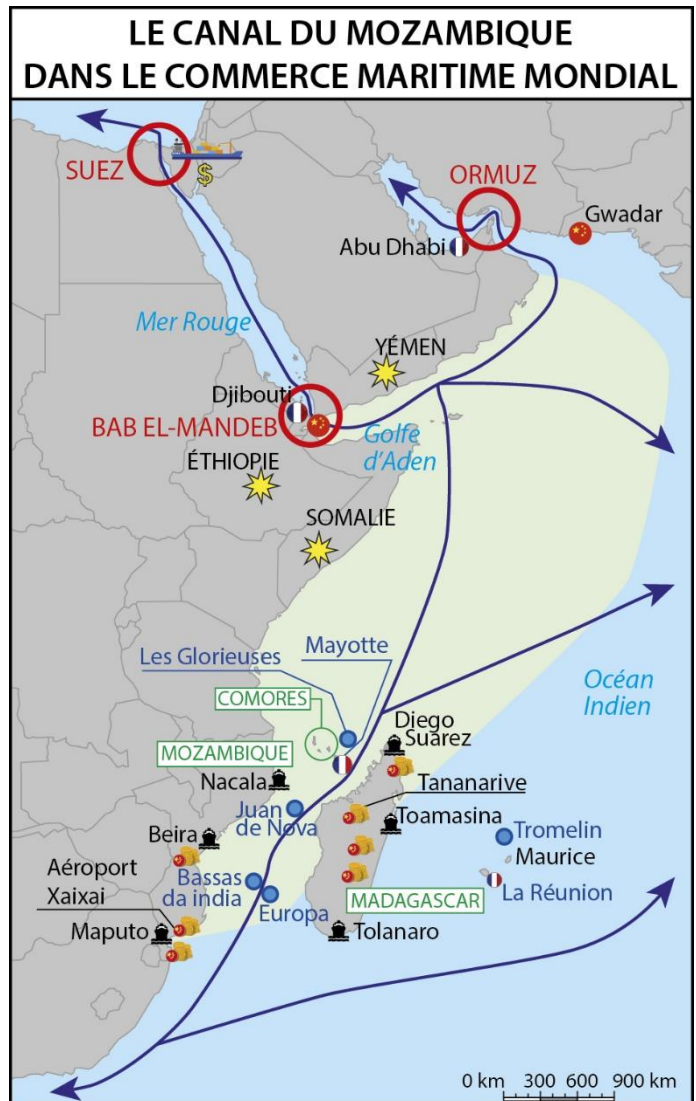 LE CANAL DU MOZAMBIQUE
DANS LE COMMERCE MARITIME MONDIAL
SUEZ
$
ORMUZ
Gwadar
Abu Dhabi
Mer Rouge
YÉMEN
Djibouti
BAB EL-MANDEB
Golfe
d'Aden
ÉTHIOPIE
SOMALIE
Mayotte
Les Glorieuses
COMORES
Océan
Indien
MOZAMBIQUE
Diego
Suarez
Nacala
Tananarive
Juan
de Nova
Toamasina
Beira
Tromelin
Maurice
Aéroport
Xaixai
Bassas
da india
La Réunion
Europa
MADAGASCAR
Maputo
Tolanaro
0 km 300 600 900 km